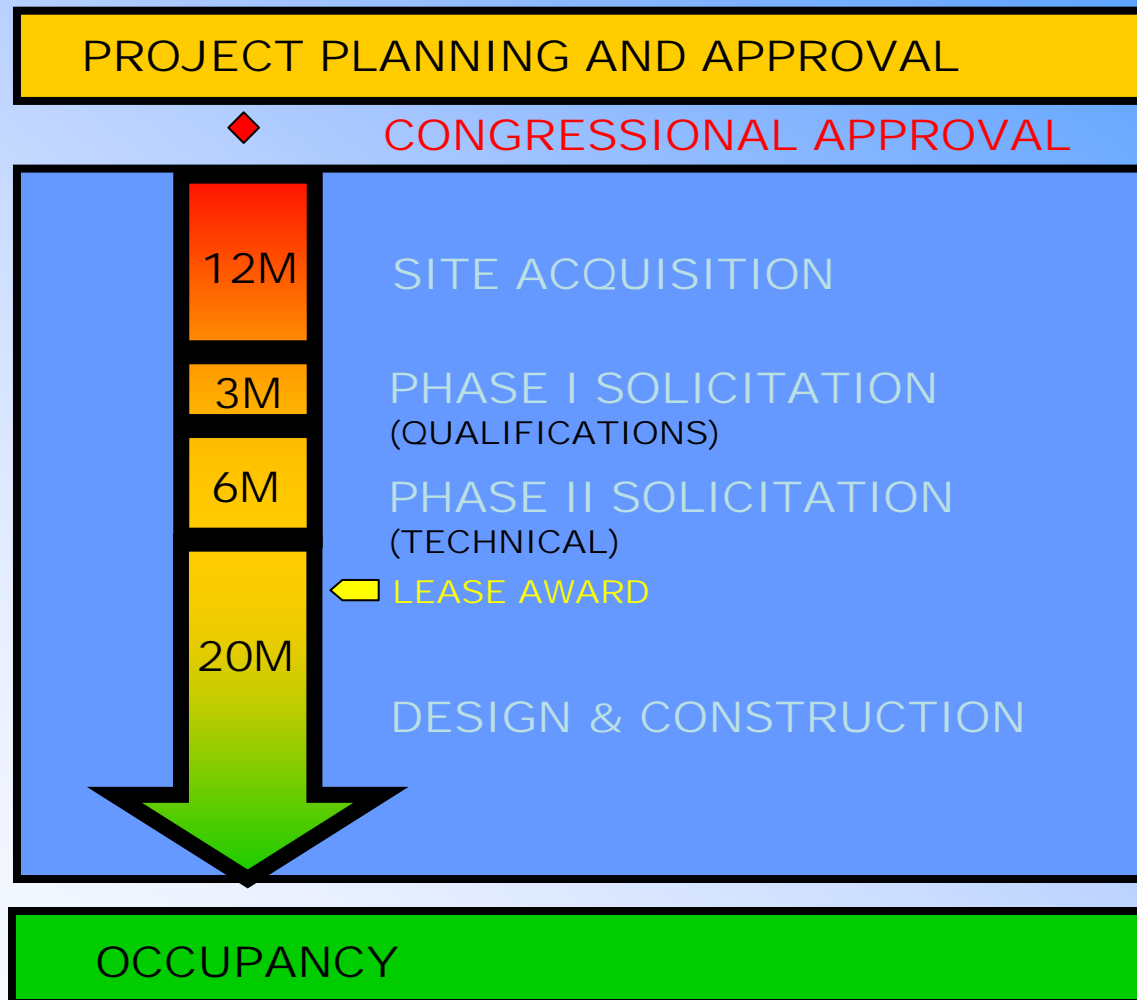 PROJECT PLANNING AND APPROVAL
CONGRESSIONAL APPROVAL
12M
SITE ACQUISITION
3M
PHASE I SOLICITATION
(QUALIFICATIONS)
6M
PHASE II SOLICITATION
(TECHNICAL)
LEASE AWARD
20M
DESIGN & CONSTRUCTION
OCCUPANCY